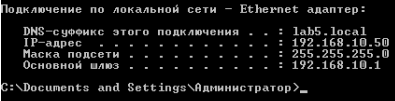 Подключение по локальной сети - Ethernet адаптер:
DNS-суффикс этого подключения . . : lab5.local
IP-адрес . . . . . . . . . . . . : 192.168.10.50
Маска подсети . . . . . . . . . . : 255.255.255.0
Основной шлюз . . . . . . . . . . : 192.168.10.1
C:\Documents and Settings\Администратор>_